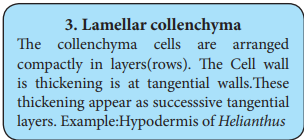 3. Lamellar collenchyma
The collenchyma cells are arranged
compactly in layers(rows). The Cell wall
is thickening is at tangential walls.These
thickening appear as successsive tangential
layers. Example:Hypodermis of Helianthus